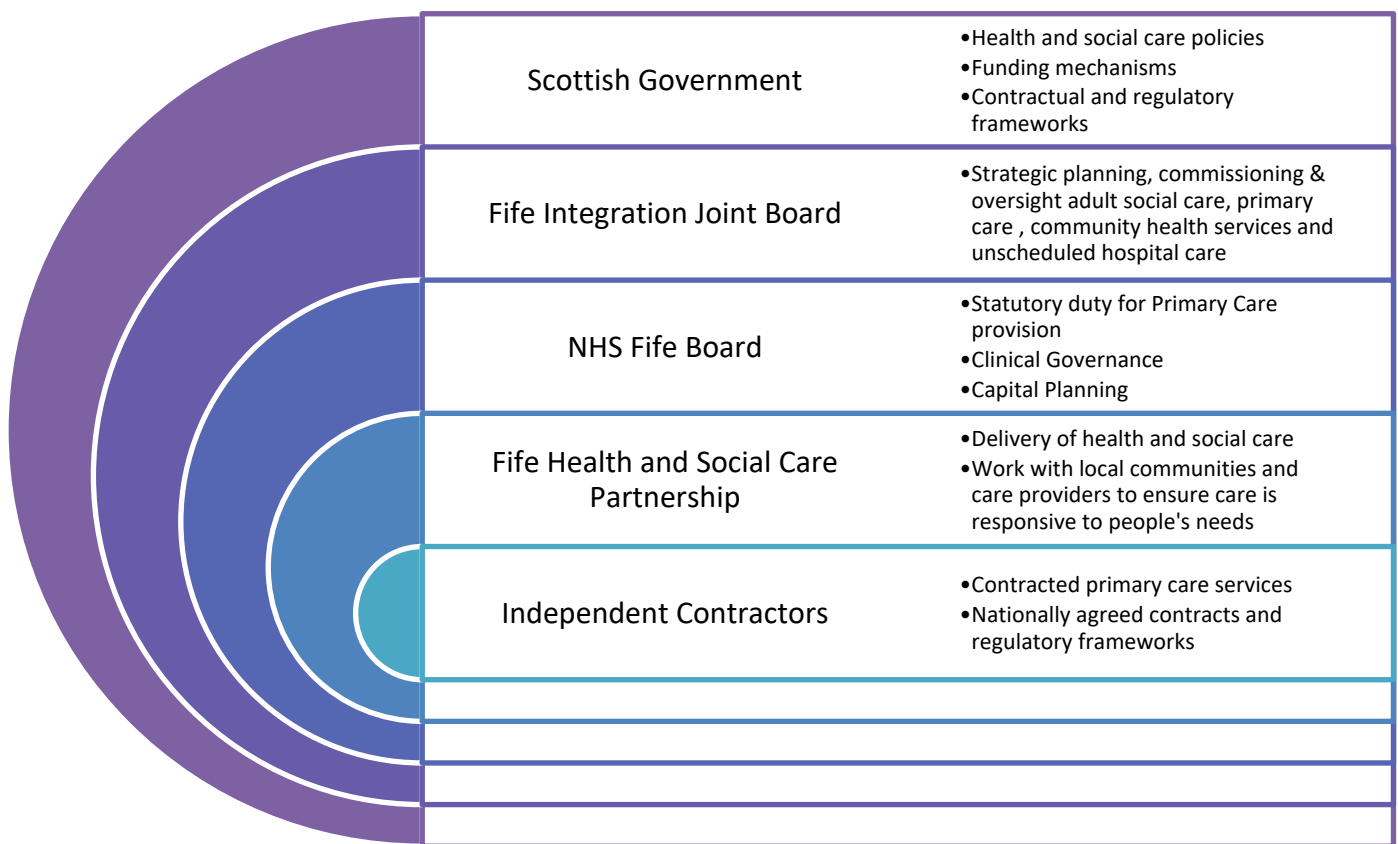 Scottish Government
•Health and social care policies
•Funding mechanisms
•Contractual and regulatory
frameworks
Fife Integration Joint Board
•Strategic planning, commissioning &
oversight adult social care, primary
care , community health services and
unscheduled hospital care
NHS Fife Board
•Statutory duty for Primary Care
provision
•Clinical Governance
•Capital Planning
Fife Health and Social Care
Partnership
•Delivery of health and social care
•Work with local communities and
care providers to ensure care is
responsive to people's needs
Independent Contractors
•Contracted primary care services
•Nationally agreed contracts and
regulatory frameworks